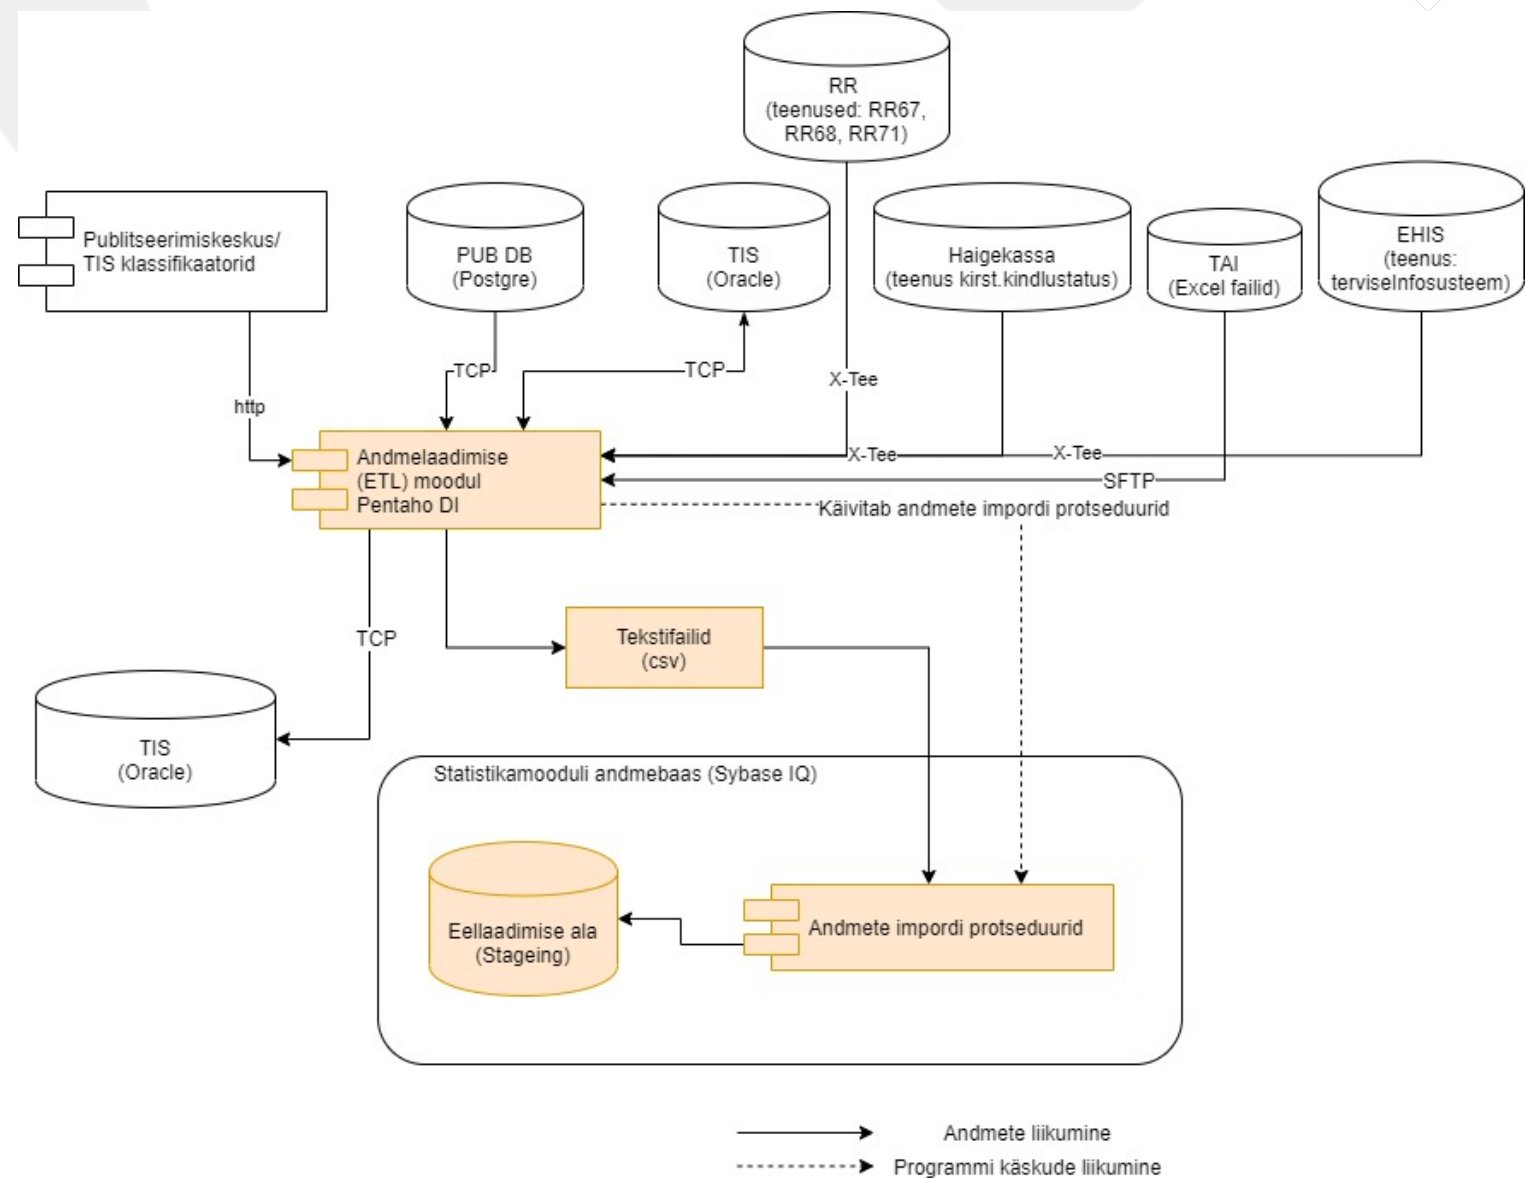 RR
(teenused: RR67,
RR68, RR71)
Publitseerimiskeskus/
TIS klassifikaatorid
PUB DB
(Postgre)
TIS
(Oracle)
Haigekassa
(teenus kirst.kindlustatus)
TAI
(Excel failid)
EHIS
(teenus:
terviseInfosusteem)
TCP
TCP
X-Tee
http
X-Tee
X-Tee
SFTP
Andmelaadimise
(ETL) moodul
Pentaho DI
Käivitab andmete impordi protseduurid
TCP
Tekstifailid
(csv)
TIS
(Oracle)
Statistikamooduli andmebaas (Sybase IQ)
Eellaadimise ala
(Stageing)
Andmete impordi protseduurid
Andmete liikumine
Programmi käskude liikumine